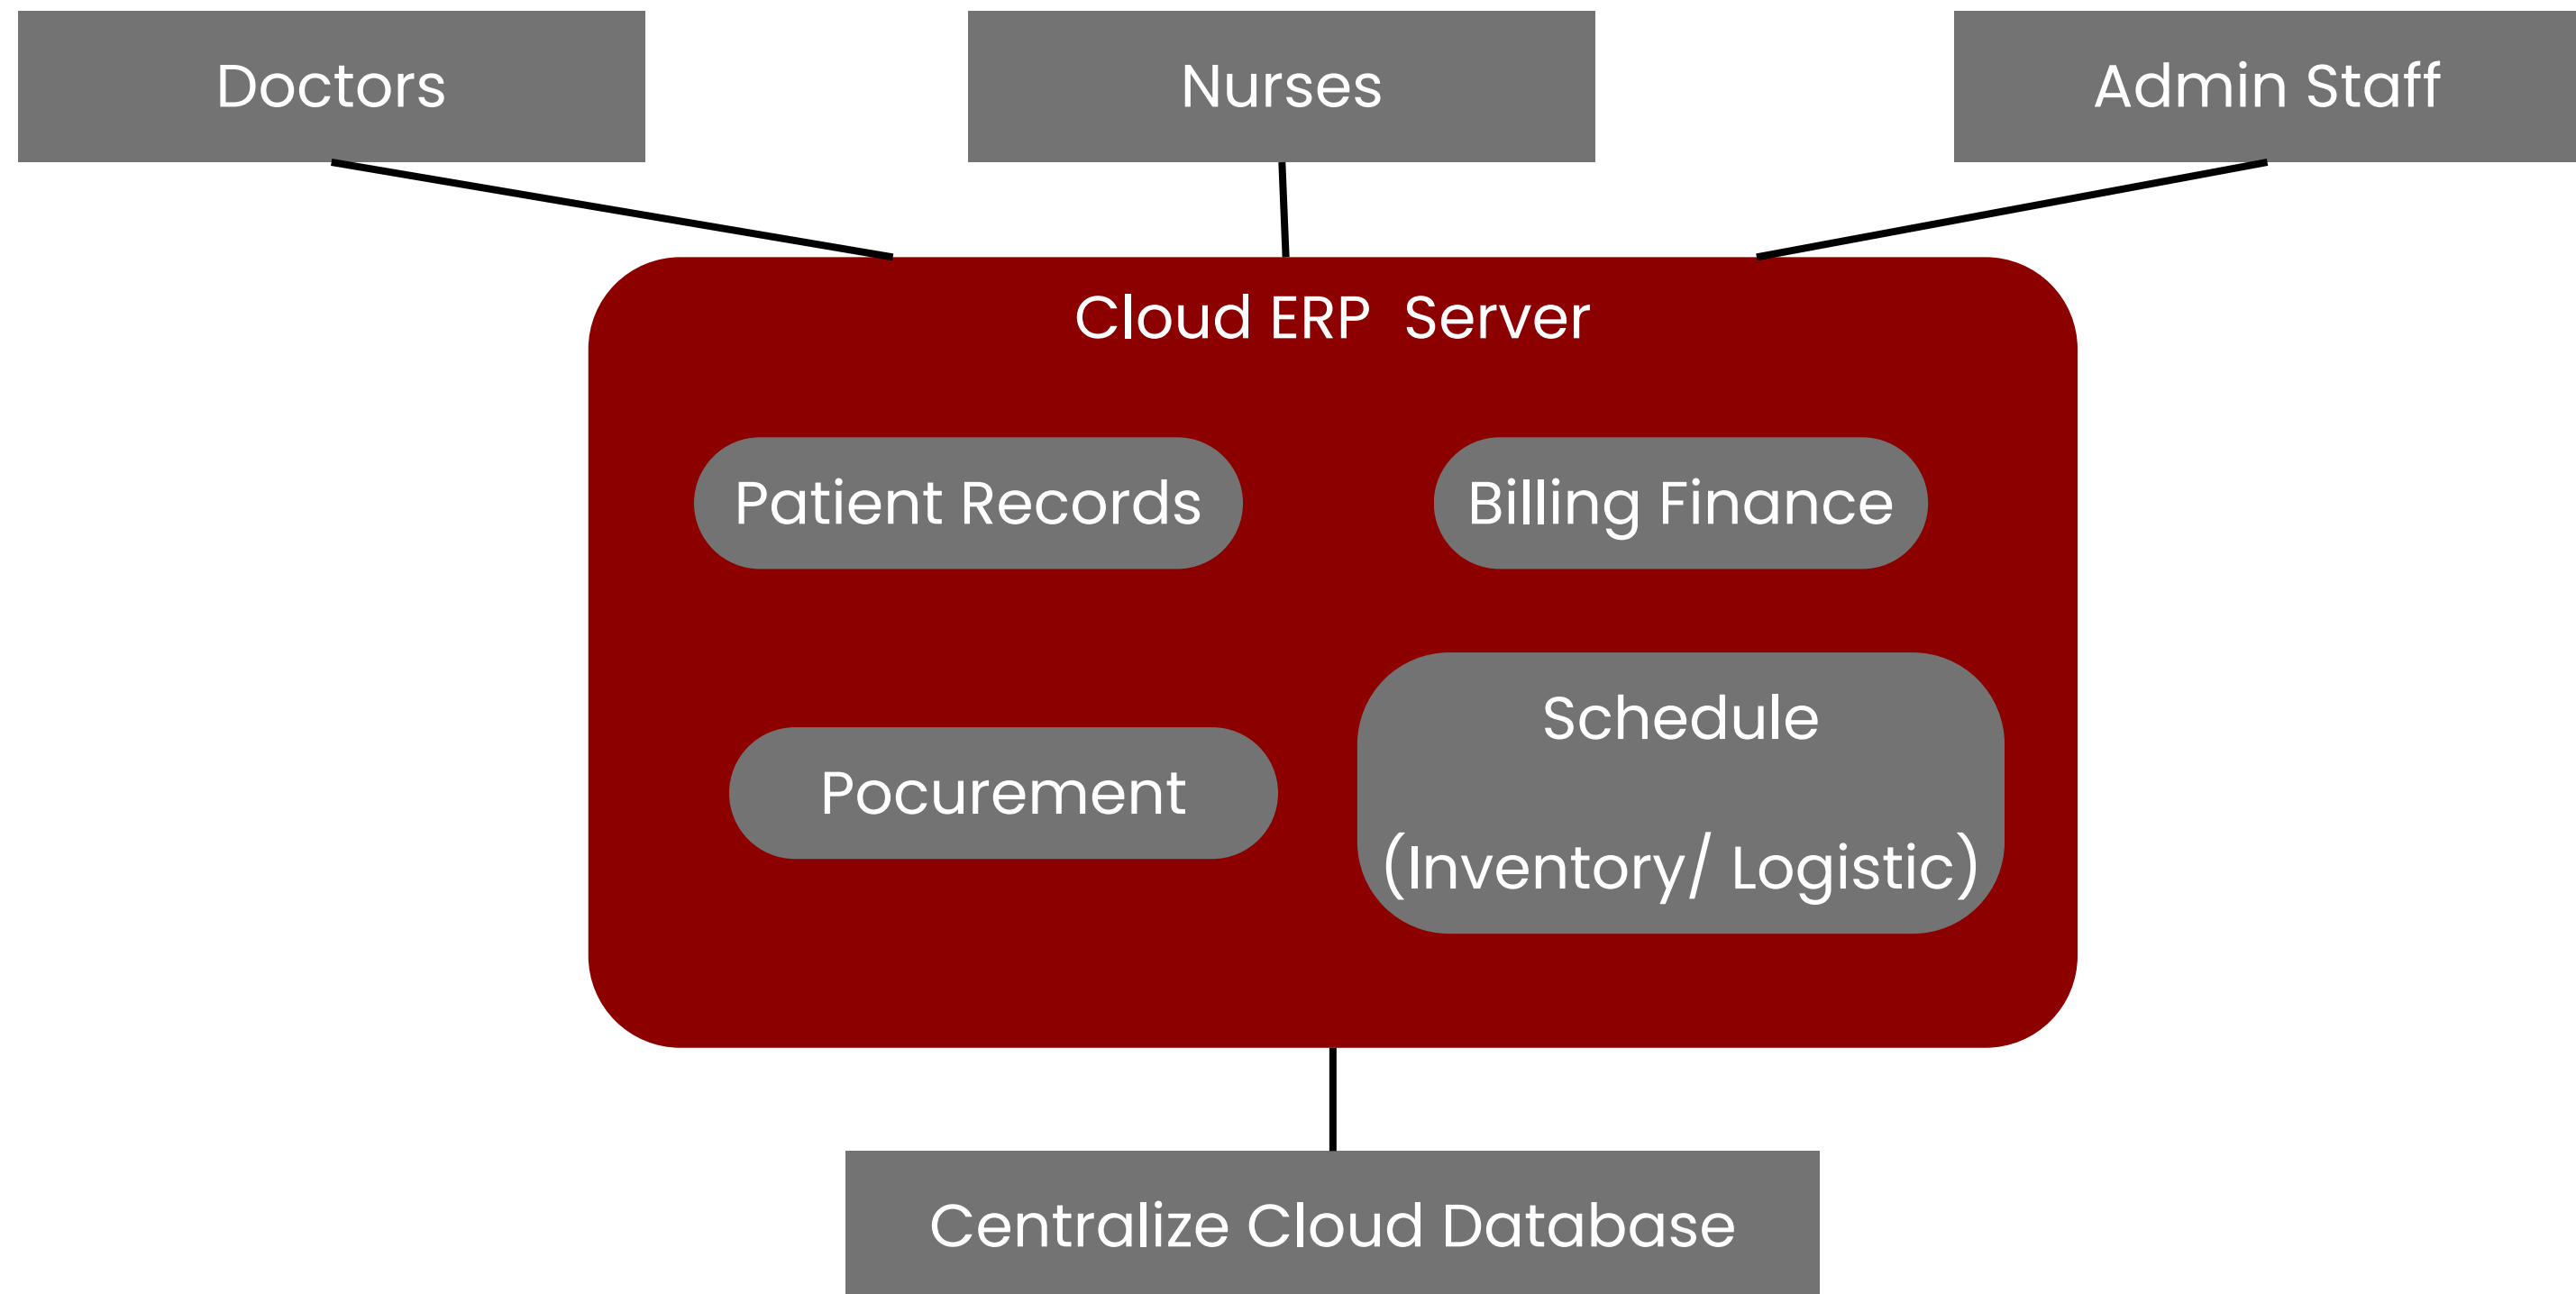 Doctors
Nurses
Admin Staff
Cloud ERP  Server
Patient Records
Billing Finance
Pocurement
Schedule
(Inventory/ Logistic)
Centralize Cloud Database